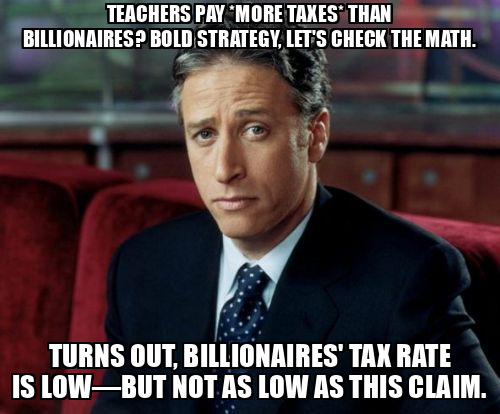 TEACHERS PAY *MORE TAXES* THAN
BILLIONAIRES? BOLD STRATEGY, LET'S CHECK THE MATH.
TURNS OUT, BILLIONAIRES' TAX RATE
IS LOW—BUT NOT AS LOW AS THIS CLAIM.